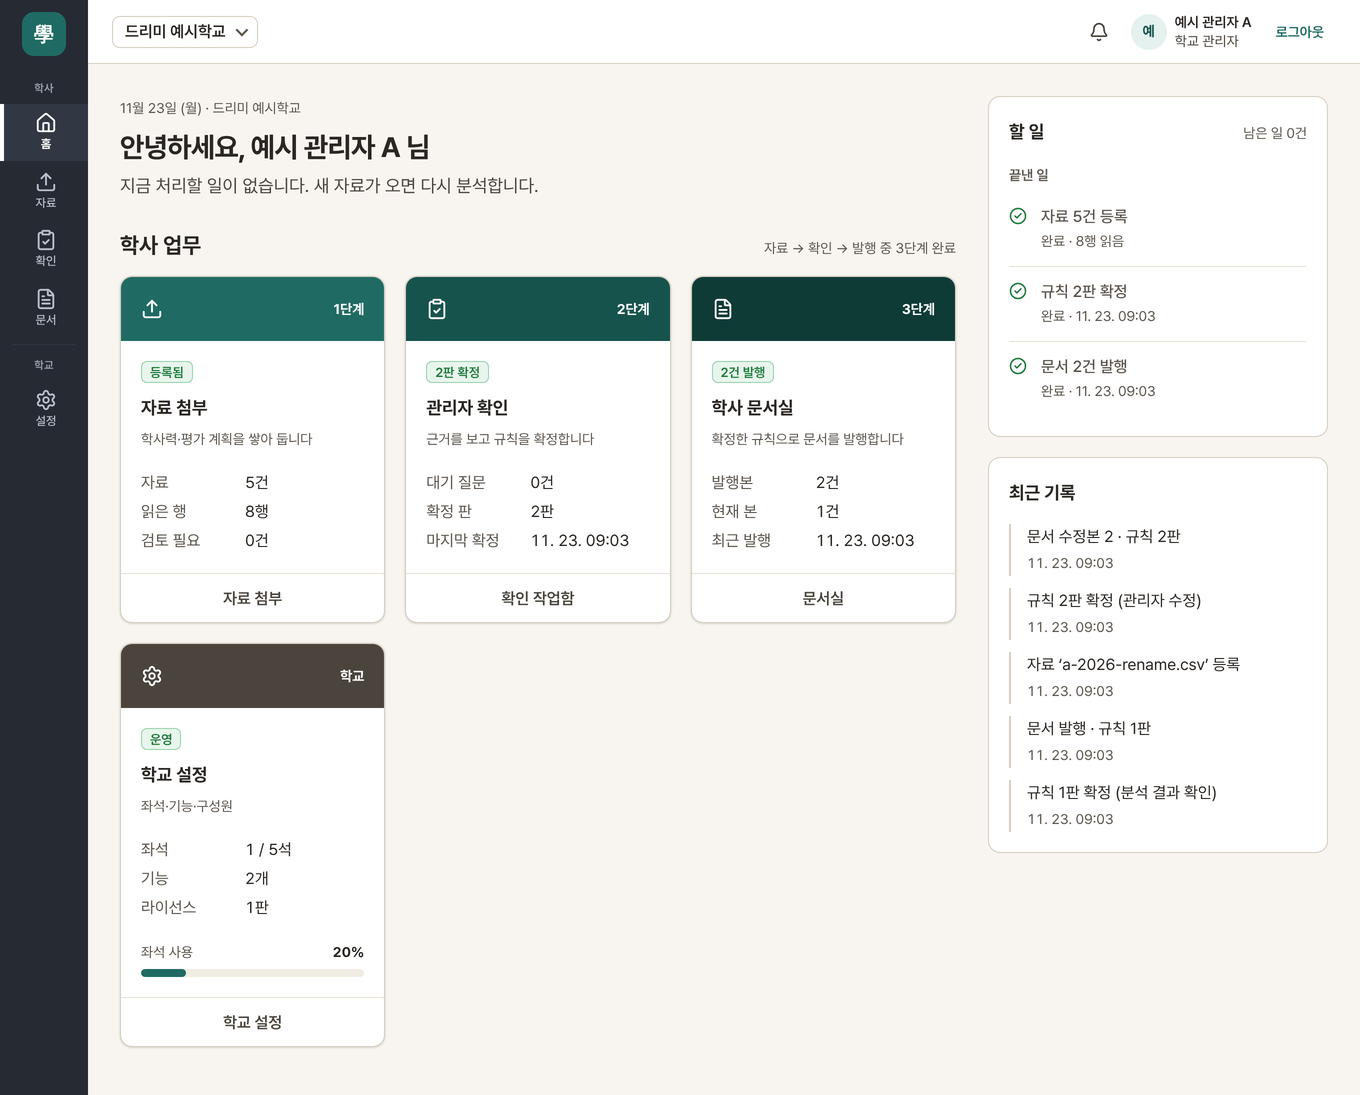 學
학사
홈
자료
확인
문서
학교
설정
드리미 예시학교
예
예시 관리자 A
학교 관리자
로그아웃
11월 23일 (월) · 드리미 예시학교
안녕하세요, 예시 관리자 A 님
지금 처리할 일이 없습니다. 새 자료가 오면 다시 분석합니다.
학사 업무
자료 → 확인 → 발행 중 3단계 완료
1단계
등록됨
자료 첨부
학사력·평가 계획을 쌓아 둡니다
자료 5건
읽은 행 8행
검토 필요 0건
자료 첨부
2단계
2판 확정
관리자 확인
근거를 보고 규칙을 확정합니다
대기 질문 0건
확정 판 2판
마지막 확정 11. 23. 09:03
확인 작업함
3단계
2건 발행
학사 문서실
확정한 규칙으로 문서를 발행합니다
발행본 2건
현재 본 1건
최근 발행 11. 23. 09:03
문서실
학교
운영
학교 설정
좌석·기능·구성원
좌석 1 / 5석
기능 2개
라이선스 1판
좌석 사용 20%
학교 설정
할 일
남은 일 0건
끝낸 일
자료 5건 등록
완료 · 8행 읽음
규칙 2판 확정
완료 · 11. 23. 09:03
문서 2건 발행
완료 · 11. 23. 09:03
최근 기록
문서 수정본 2 · 규칙 2판
11. 23. 09:03
규칙 2판 확정 (관리자 수정)
11. 23. 09:03
자료 ‘a-2026-rename.csv’ 등록
11. 23. 09:03
문서 발행 · 규칙 1판
11. 23. 09:03
규칙 1판 확정 (분석 결과 확인)
11. 23. 09:03